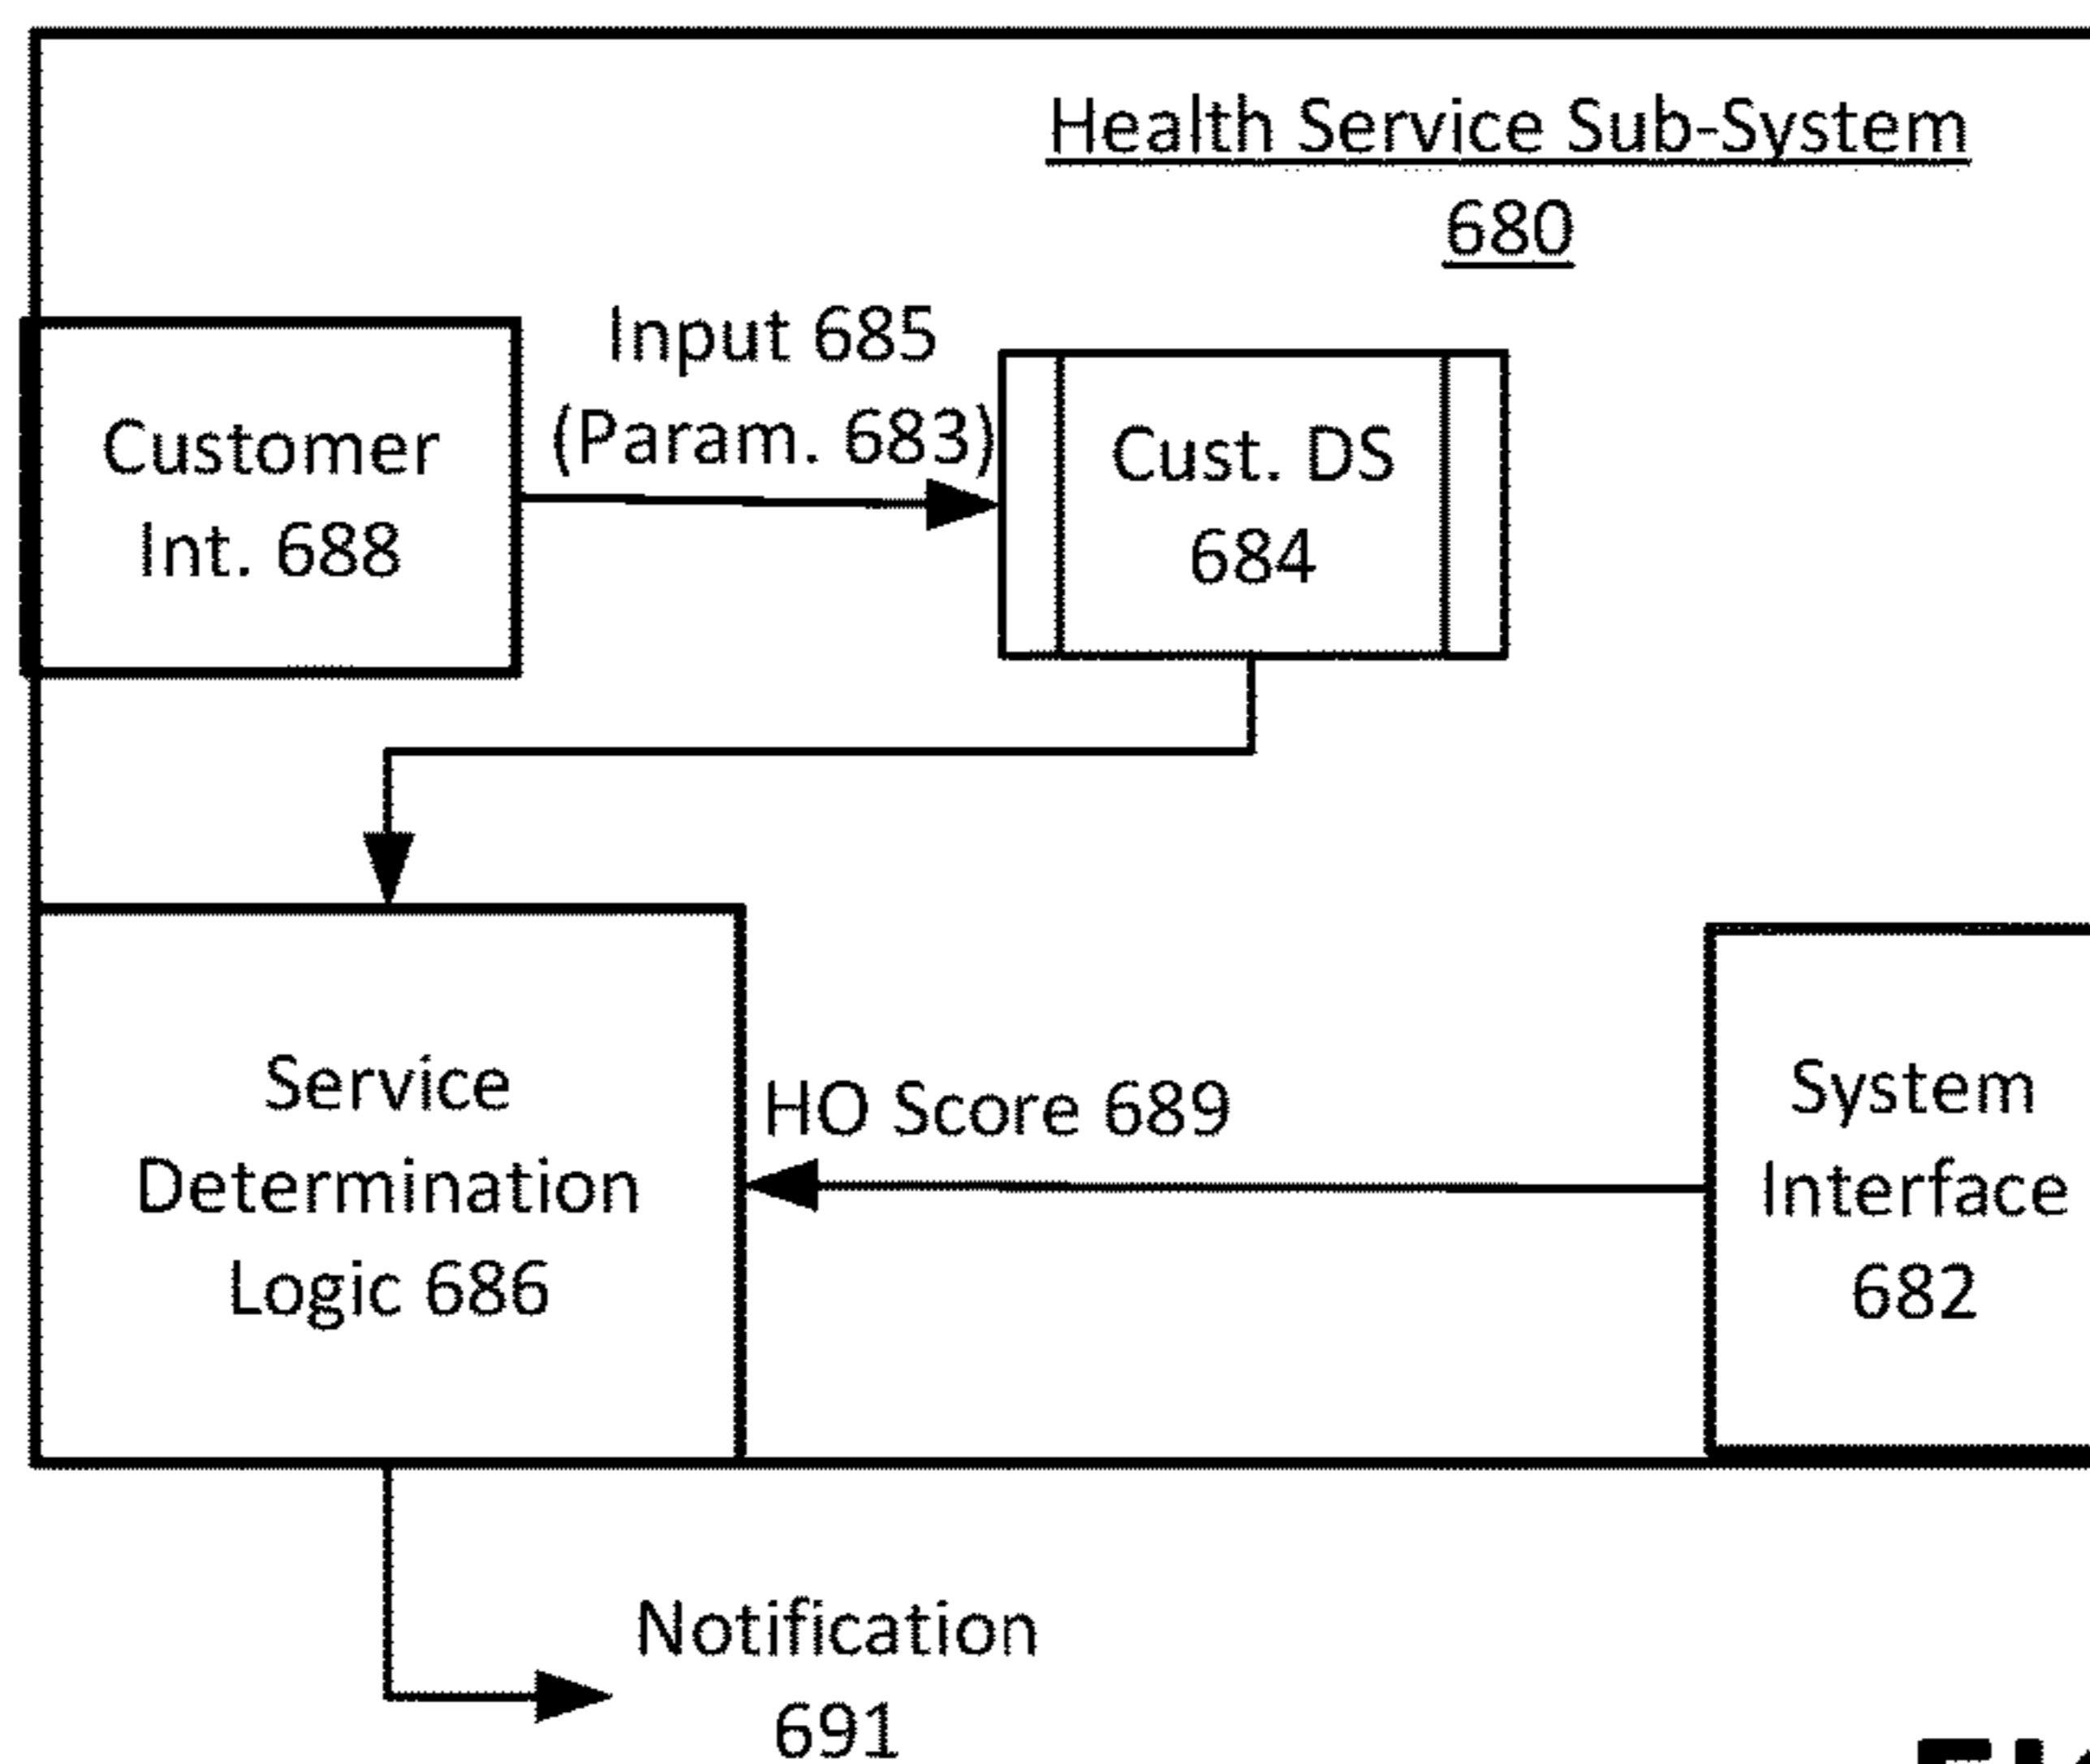 Health Service Sub-System
680
Input 685
(Param. 683)
Customer
Int. 688
Cust. DS
684
Service
Determination
Logic 686
HO Score 689
System
Interface
682
Notification
691